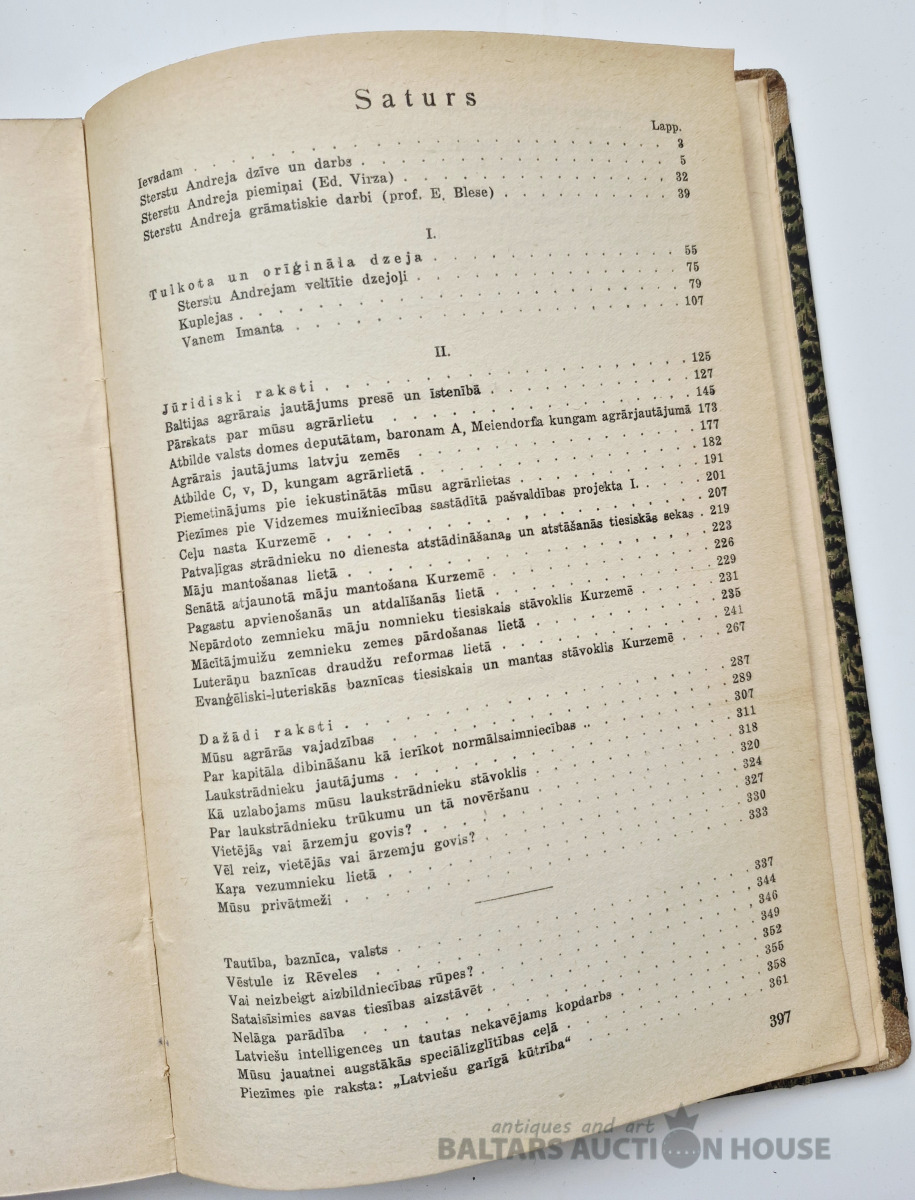 Saturs
Lapp.
Ievadam . . . . . . . . . . 3
Sterstu Andreja dzīve un darbs . . . . . . . . . . 5
Sterstu Andreja piemiņai (Ed. Virza) . . . . . . . . . . 32
Sterstu Andreja grāmatiskie darbi (prof. E. Blese) . . . . . . . . . . 39
I.
Tulkota un orīģināla dzeja . . . . . . . . . . 55
Sterstu Andrejam veltītie dzejoļi . . . . . . . . . . 75
Kuplejas . . . . . . . . . . 79
Vanem Imanta . . . . . . . . . . 107
II.
Jūridiski raksti . . . . . . . . . . 125
Baltijas agrārais jautājums presē un īstenībā . . . . . . . . . . 127
Pārskats par mūsu agrārlietu . . . . . . . . . . 145
Atbilde valsts domes deputātam, baronam A, Meiendorfa kungam agrārjautājumā 173
Agrārais jautājums latvju zemēs . . . . . . . . . . 177
Atbilde C, v, D, kungam agrārlietā . . . . . . . . . . 182
Piemetinājums pie iekustinātās mūsu agrārlietas . . . . . . . . . . 191
Piezīmes pie Vidzemes muižniecības sastādītā pašvaldības projekta I. . . . . 201
Ceļu nasta Kurzemē . . . . . . . . . . 207
Patvaļīgas strādnieku no dienesta atstādināšanas un atstāšanās tiesiskās sekas . 219
Māju mantošanas lietā . . . . . . . . . . 223
Senātā atjaunotā māju mantošana Kurzemē . . . . . . . . . . 226
Pagastu apvienošanās un atdalīšanās lietā . . . . . . . . . . 229
Nepārdoto zemnieku māju nomnieku tiesiskais stāvoklis Kurzemē . . . . . 231
Mācītājmuižu zemnieku zemes pārdošanas lietā . . . . . . . . . . 235
Luterāņu baznīcas draudžu reformas lietā . . . . . . . . . . 241
Evaņģēliski-luteriskās baznīcas tiesiskais un mantas stāvoklis Kurzemē . . . . 267
Dažādi raksti . . . . . . . . . . 287
Mūsu agrārās vajadzības . . . . . . . . . . 289
Par kapitāla dibināšanu kā ierīkot normālsaimniecības .. . . . . . . . 307
Laukstrādnieku jautājums . . . . . . . . . . 311
Kā uzlabojams mūsu laukstrādnieku stāvoklis . . . . . . . . . . 318
Par laukstrādnieku trūkumu un tā novēršanu . . . . . . . . . . 320
Vietējās vai ārzemju govis? . . . . . . . . . . 324
Vēl reiz, vietējās vai ārzemju govis? . . . . . . . . . . 327
Kaŗa vezumnieku lietā . . . . . . . . . . 330
Mūsu privātmeži . . . . . . . . . . 333
Tautība, baznīca, valsts . . . . . . . . . . 337
Vēstule iz Rēveles . . . . . . . . . . 344
Vai neizbeigt aizbildniecības rūpes? . . . . . . . . . . 346
Sataisīsimies savas tiesības aizstāvēt . . . . . . . . . . 349
Nelāga parādība . . . . . . . . . . 352
Latviešu intelligences un tautas nekavējams kopdarbs . . . . . . . . . . 355
Mūsu jauatnei augstākās speciālizglītības ceļā . . . . . . . . . . 358
Piezīmes pie raksta: „Latviešu garīgā kūtrība“ . . . . . . . . . . 361
397
antiques and art
BALTARS AUCTION HOUSE